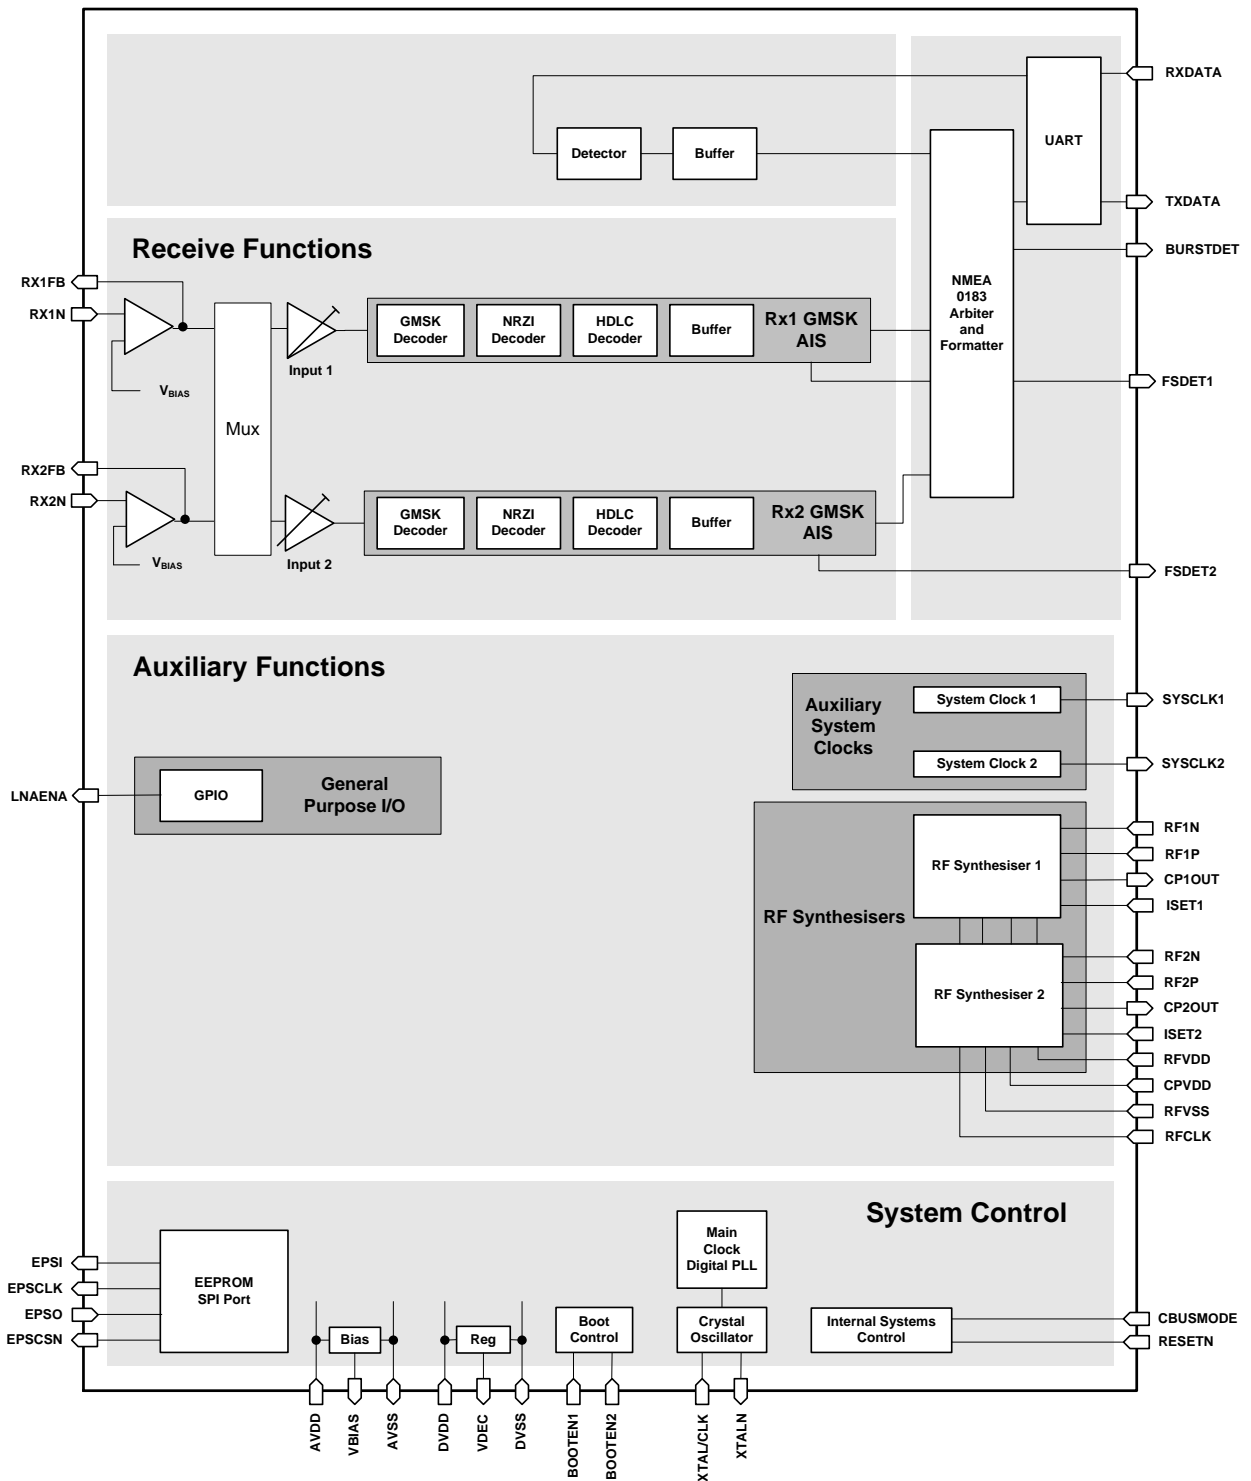 RXDATA
UART
Detector
Buffer
TXDATA
Receive Functions
BURSTDET
RX1FB
RX1N
NMEA
0183
Arbiter
and
Formatter
GMSK
Decoder
NRZI
Decoder
HDLC
Decoder
Buffer
Rx1 GMSK
AIS
Input 1
VBIAS
FSDET1
Mux
RX2FB
RX2N
GMSK
Decoder
NRZI
Decoder
HDLC
Decoder
Buffer
Rx2 GMSK
AIS
Input 2
VBIAS
FSDET2
Auxiliary Functions
Auxiliary
System
Clocks
System Clock 1
SYSCLK1
System Clock 2
SYSCLK2
LNAENA
GPIO
General
Purpose I/O
RF Synthesisers
RF Synthesiser 1
RF1N
RF1P
CP1OUT
ISET1
RF Synthesiser 2
RF2N
RF2P
CP2OUT
ISET2
RFVDD
CPVDD
RFVSS
RFCLK
System Control
EPSI
EPSCLK
EPSO
EPSCSN
EEPROM
SPI Port
Main
Clock
Digital PLL
Bias
Reg
Boot
Control
Crystal
Oscillator
Internal Systems
Control
CBUSMODE
RESETN
AVDD
VBIAS
AVSS
DVDD
VDEC
DVSS
BOOTEN1
BOOTEN2
XTAL/CLK
XTALN